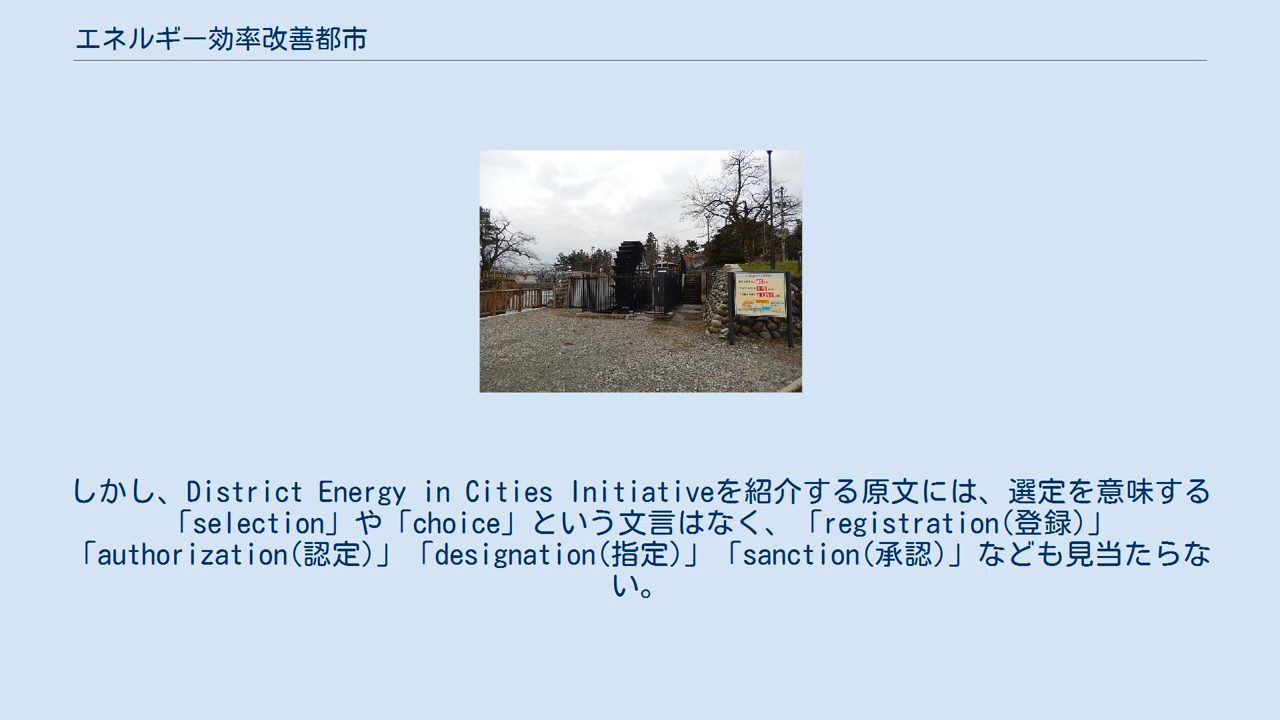 エネルギー効率改善都市
しかし、District Energy in Cities Initiativeを紹介する原文には、選定を意味する
「selection」や「choice」という文言はなく、「registration(登録)」
「authorization(認定)」「designation(指定)」「sanction(承認)」なども見当たらな
い。